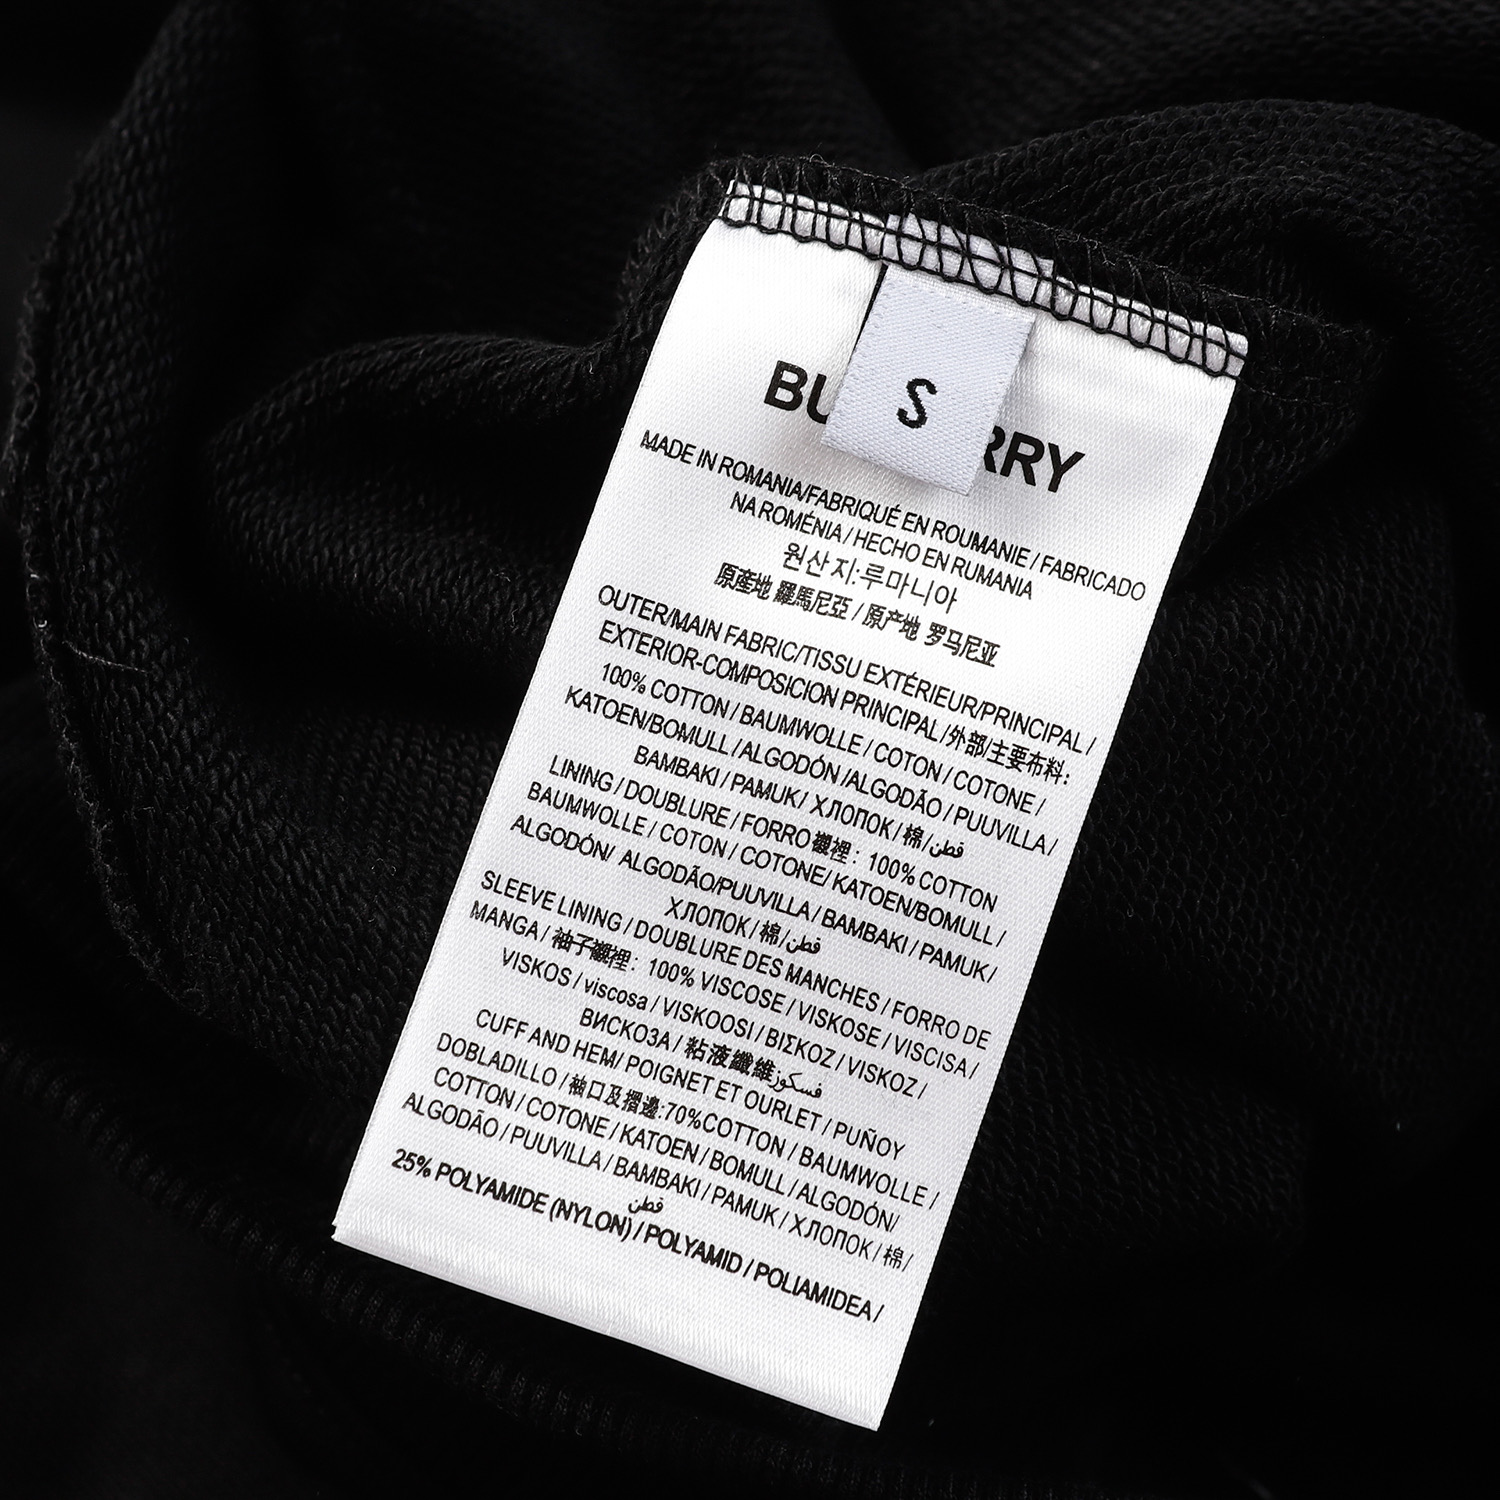 S
BU RRY
MADE IN ROMANIA/FABRIQUÉ EN ROUMANIE / FABRICADO
NA ROMÉNIA / HECHO EN RUMANIA
원산지:루마니아
原產地 羅馬尼亞 / 原产地 罗马尼亚
OUTER/MAIN FABRIC/TISSU EXTÉRIEUR/PRINCIPAL /
EXTERIOR-COMPOSICION PRINCIPAL/外部/主要布料:
100% COTTON / BAUMWOLLE / COTON / COTONE /
KATOEN/BOMULL / ALGODÓN /ALGODÃO / PUUVILLA /
BAMBAKI / PAMUK / ХЛОПОК / 棉 / قطن
LINING / DOUBLURE / FORRO 襯裡: 100% COTTON
BAUMWOLLE / COTON / COTONE/ KATOEN/BOMULL /
ALGODÓN/ ALGODÃO/PUUVILLA / BAMBAKI / PAMUK/
ХЛОПОК / 棉 / قطن
SLEEVE LINING / DOUBLURE DES MANCHES / FORRO DE
MANGA / 袖子襯裡: 100% VISCOSE / VISKOSE / VISCISA /
VISKOS / viscosa / VISKOOSI / ΒΙΣΚΟΖ / VISKOZ /
ВИСКОЗА / 粘液纖維 فسكوز
CUFF AND HEM/ POIGNET ET OURLET / PUÑOY
DOBLADILLO / 袖口及摺邊:70%COTTON / BAUMWOLLE /
COTTON / COTONE / KATOEN / BOMULL / ALGODÓN/
ALGODÃO / PUUVILLA / BAMBAKI / PAMUK / ХЛОПОК / 棉 /
قطن
25% POLYAMIDE (NYLON) / POLYAMID / POLIAMIDEA /